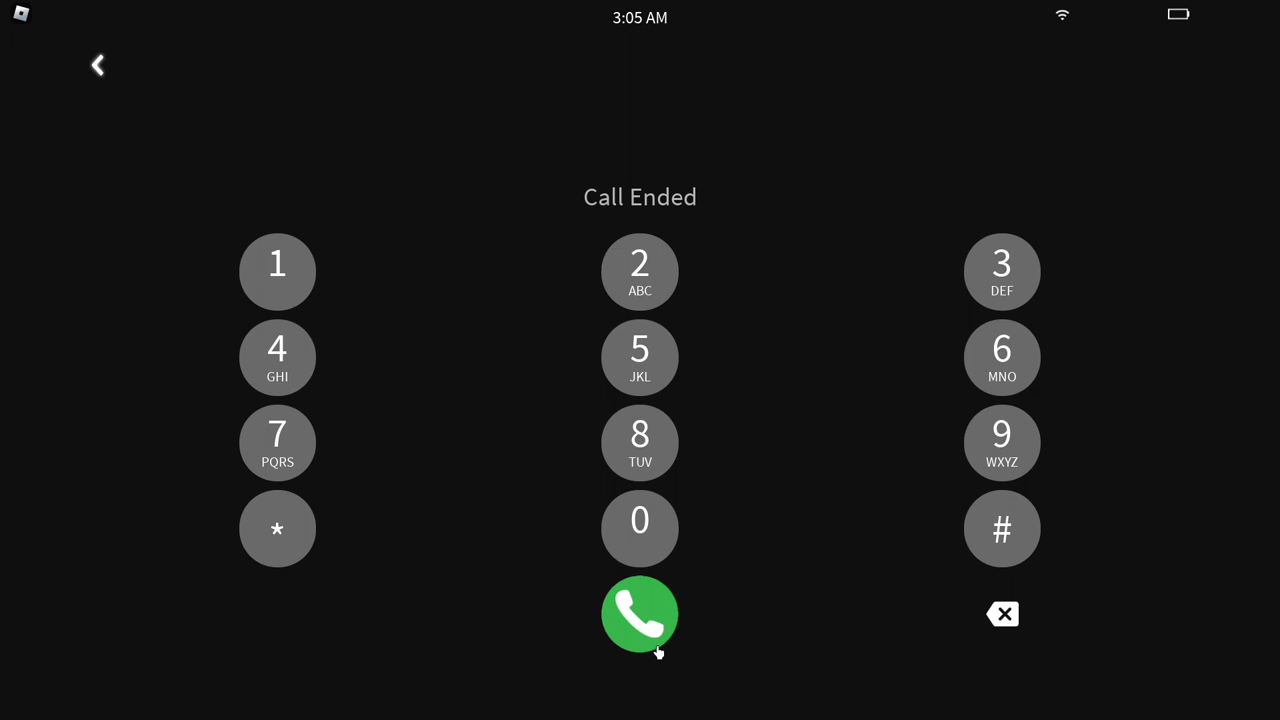 3:05 AM
Call Ended
1
2
ABC
3
DEF
4
GHI
5
JKL
6
MNO
7
PQRS
8
TUV
9
WXYZ
*
0
#